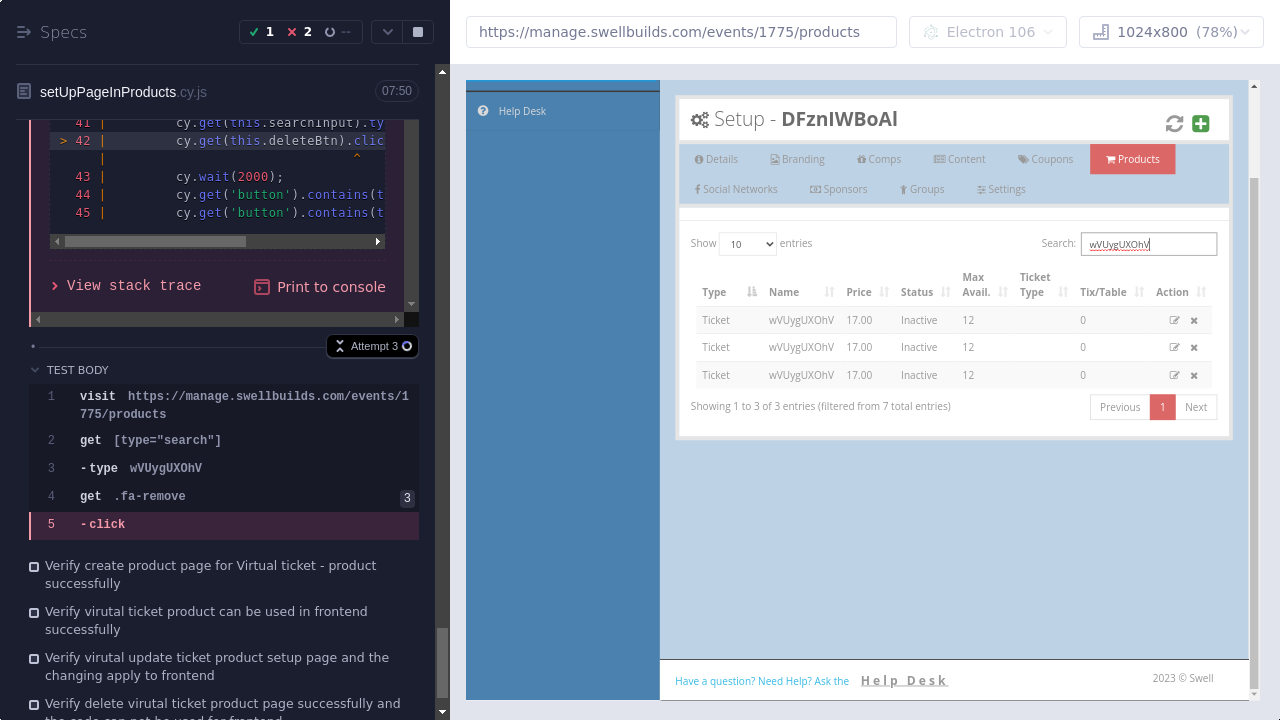 Specs
1
2
--
https://manage.swellbuilds.com/events/1775/products
Electron 106
1024x800 (78%)
setUpPageInProducts.cy.js
07:50
41 | cy.get(this.searchInput).ty
> 42 | cy.get(this.deleteBtn).clic
| ^
43 | cy.wait(2000);
44 | cy.get('button').contains(t
45 | cy.get('button').contains(t
View stack trace
Print to console
Attempt 3
TEST BODY
1 visit https://manage.swellbuilds.com/events/1
775/products
2 get [type="search"]
3 -type wVUygUXOhV
4 get .fa-remove 3
5 -click
Verify create product page for Virtual ticket - product
successfully
Verify virutal ticket product can be used in frontend
successfully
Verify virutal update ticket product setup page and the
changing apply to frontend
Verify delete virutal ticket product page successfully and
the code can not be used for frontend
Help Desk
Setup - DFznIWBoAl
Details Branding Comps Content Coupons Products
Social Networks Sponsors Groups Settings
Show 10 entries
Search: wVUygUXOhV
Type Name Price Status Max Avail. Ticket Type Tix/Table Action
Ticket wVUygUXOhV 17.00 Inactive 12 0
Ticket wVUygUXOhV 17.00 Inactive 12 0
Ticket wVUygUXOhV 17.00 Inactive 12 0
Showing 1 to 3 of 3 entries (filtered from 7 total entries)
Previous 1 Next
Have a question? Need Help? Ask the Help Desk
2023 © Swell